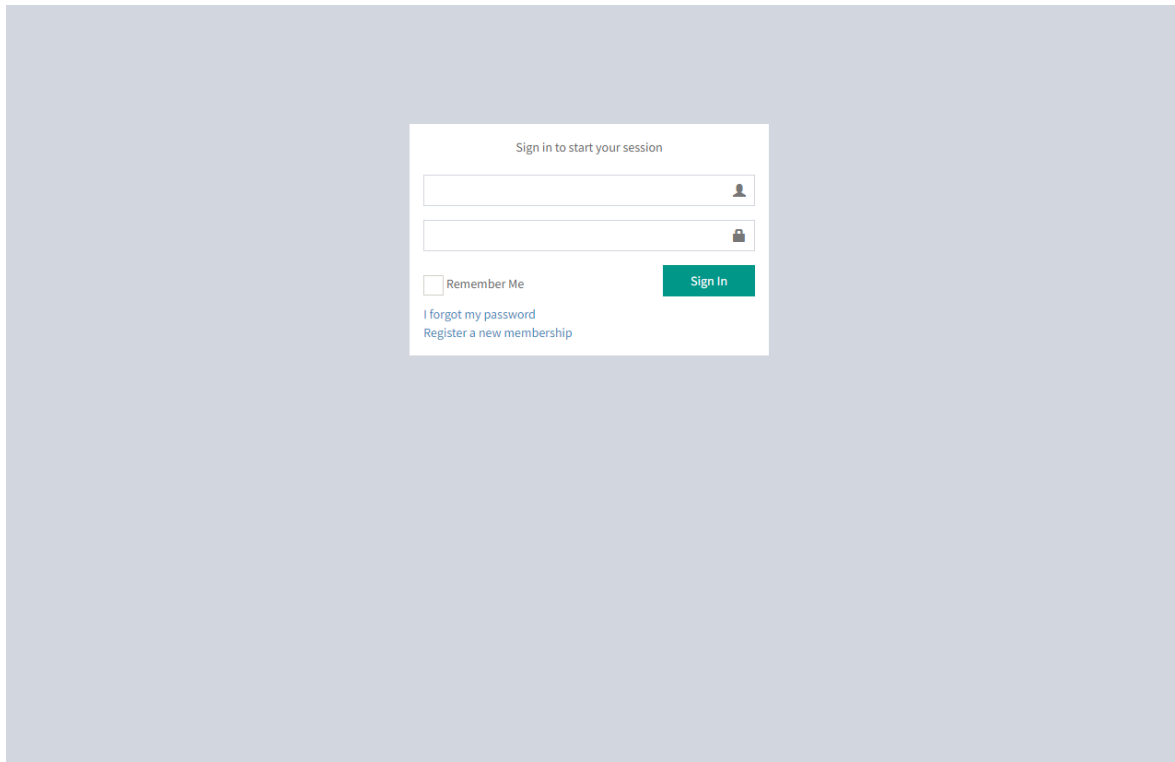 Sign in to start your session
Remember Me
Sign In
I forgot my password
Register a new membership